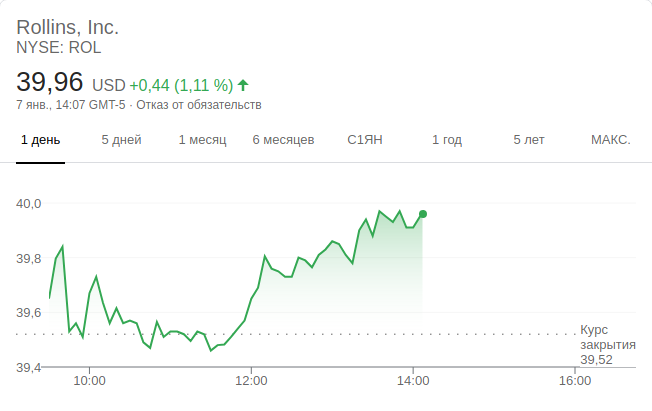 Rollins, Inc.
NYSE: ROL
39,96 USD +0,44 (1,11 %)
7 янв., 14:07 GMT-5 · Отказ от обязательств
1 день 5 дней 1 месяц 6 месяцев С1ЯН 1 год 5 лет МАКС.
40,0
39,8
39,6
Курс
закрытия
39,52
39,4
10:00 12:00 14:00 16:00